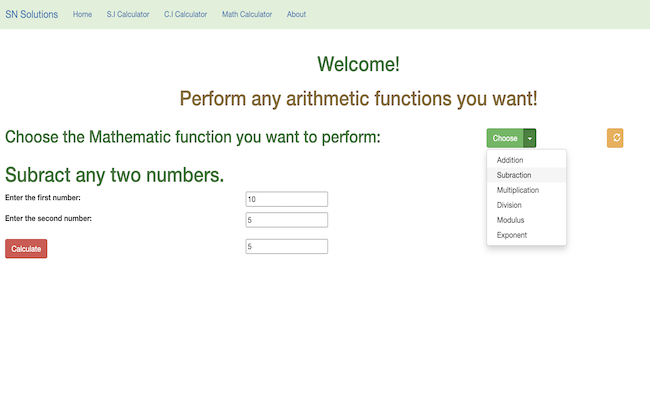 SN Solutions Home S.I Calculator C.I Calculator Math Calculator About
Welcome!
Perform any arithmetic functions you want!
Choose the Mathematic function you want to perform:
Choose
Addition
Subraction
Multiplication
Division
Modulus
Exponent
Subract any two numbers.
Enter the first number: 10
Enter the second number: 5
Calculate 5